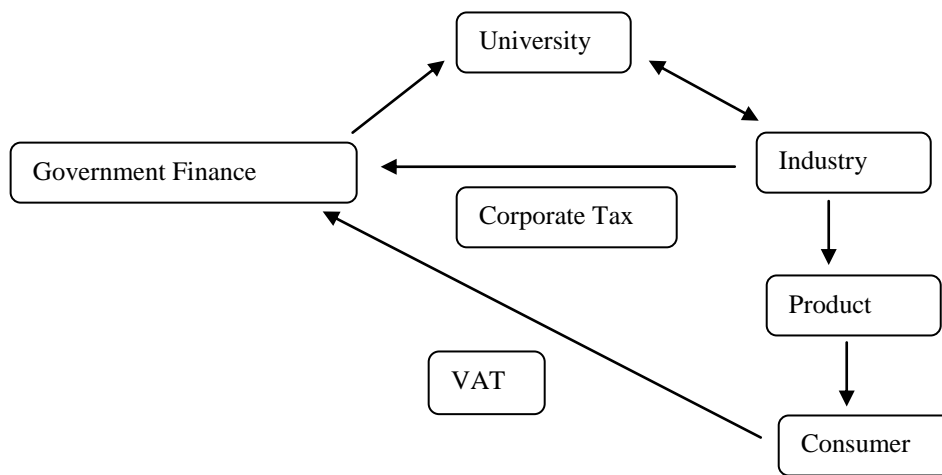 University
Government Finance
Industry
Corporate Tax
Product
VAT
Consumer